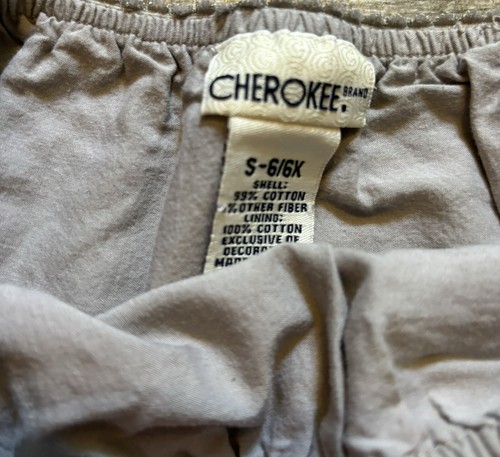 CHEROKEE. BRAND
S-6/6X
SHELL:
99% COTTON
% OTHER FIBER
LINING:
100% COTTON
EXCLUSIVE OF